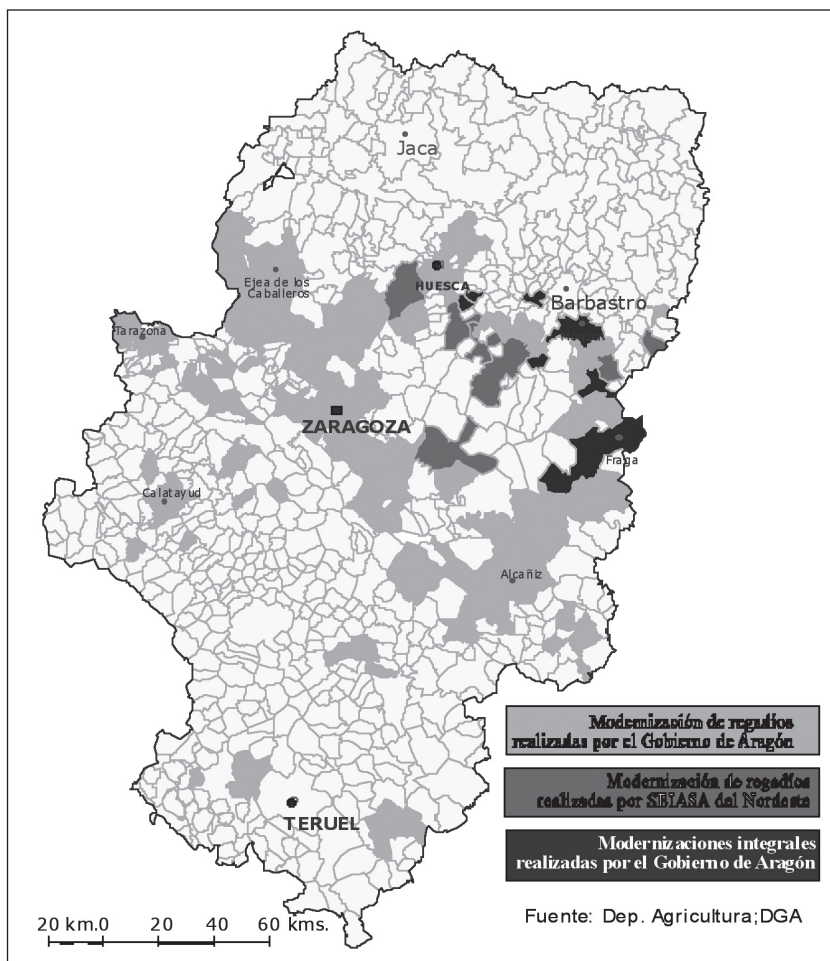 Jaca
HUESCA
Ejea de los
Caballeros
Barbastro
Tarazona
ZARAGOZA
Fraga
Calatayud
Alcañiz
TERUEL
Modernización de regadíos
realizadas por el Gobierno de Aragón
Modernización de regadíos
realizadas por SEIASA del Nordeste
Modernizaciones integrales
realizadas por el Gobierno de Aragón
Fuente: Dep. Agricultura;DGA
20 km.0 20 40 60 kms.